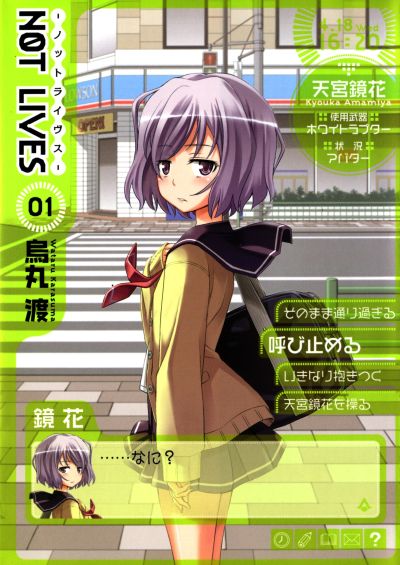 －ノットライヴス－
NOT LIVES
01
烏丸 渡
Wataru Karasuma
4.18 Wed
16:20
天宮鏡花
Kyouka Amamiya
使用武器
ホワイトラプター
状況
アバター
OPEN
そのまま通り過ぎる
呼び止める
いきなり抱きつく
天宮鏡花を操る
鏡花
……なに？
?